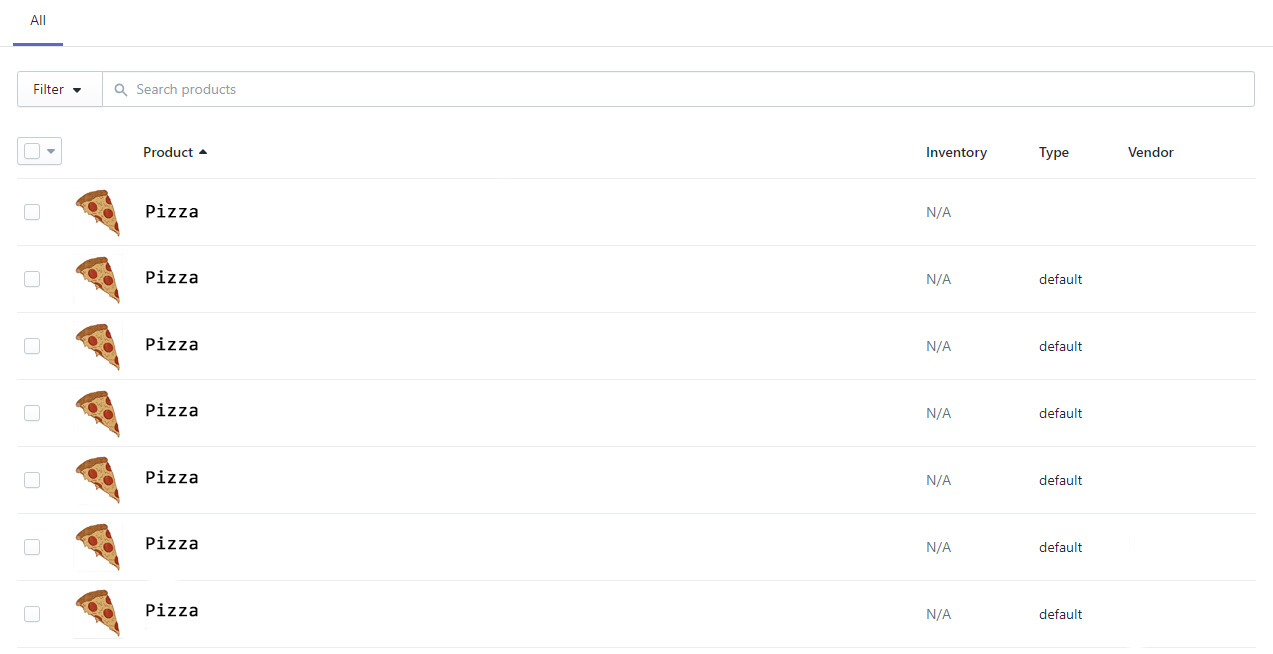 All
Filter Search products
Product Inventory Type Vendor
Pizza N/A
Pizza N/A default
Pizza N/A default
Pizza N/A default
Pizza N/A default
Pizza N/A default
Pizza N/A default